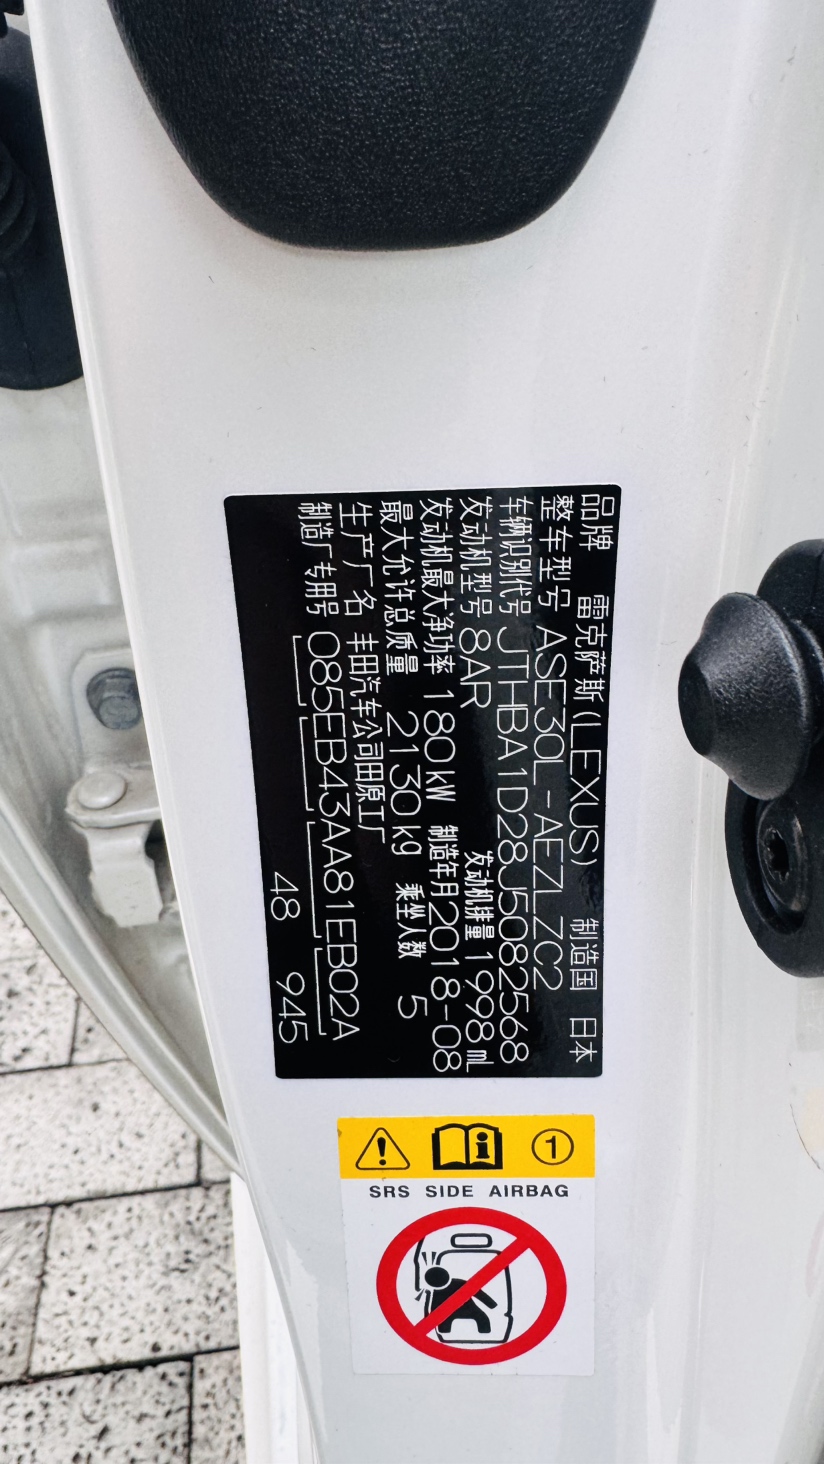 品牌 雷克萨斯(LEXUS) 制造国 日本
整车型号 ASE30L-AEZLZC2
车辆识别代号 JTHBA1D28J5082568
发动机型号 8AR 发动机排量 1998mL
发动机最大净功率 180kW 制造年月 2018-08
最大允许总质量 2130kg 乘坐人数 5
生产厂名 丰田汽车公司田原工厂
制造厂专用号 085EB43AA81EB02A
48 945
1
SRS SIDE AIRBAG